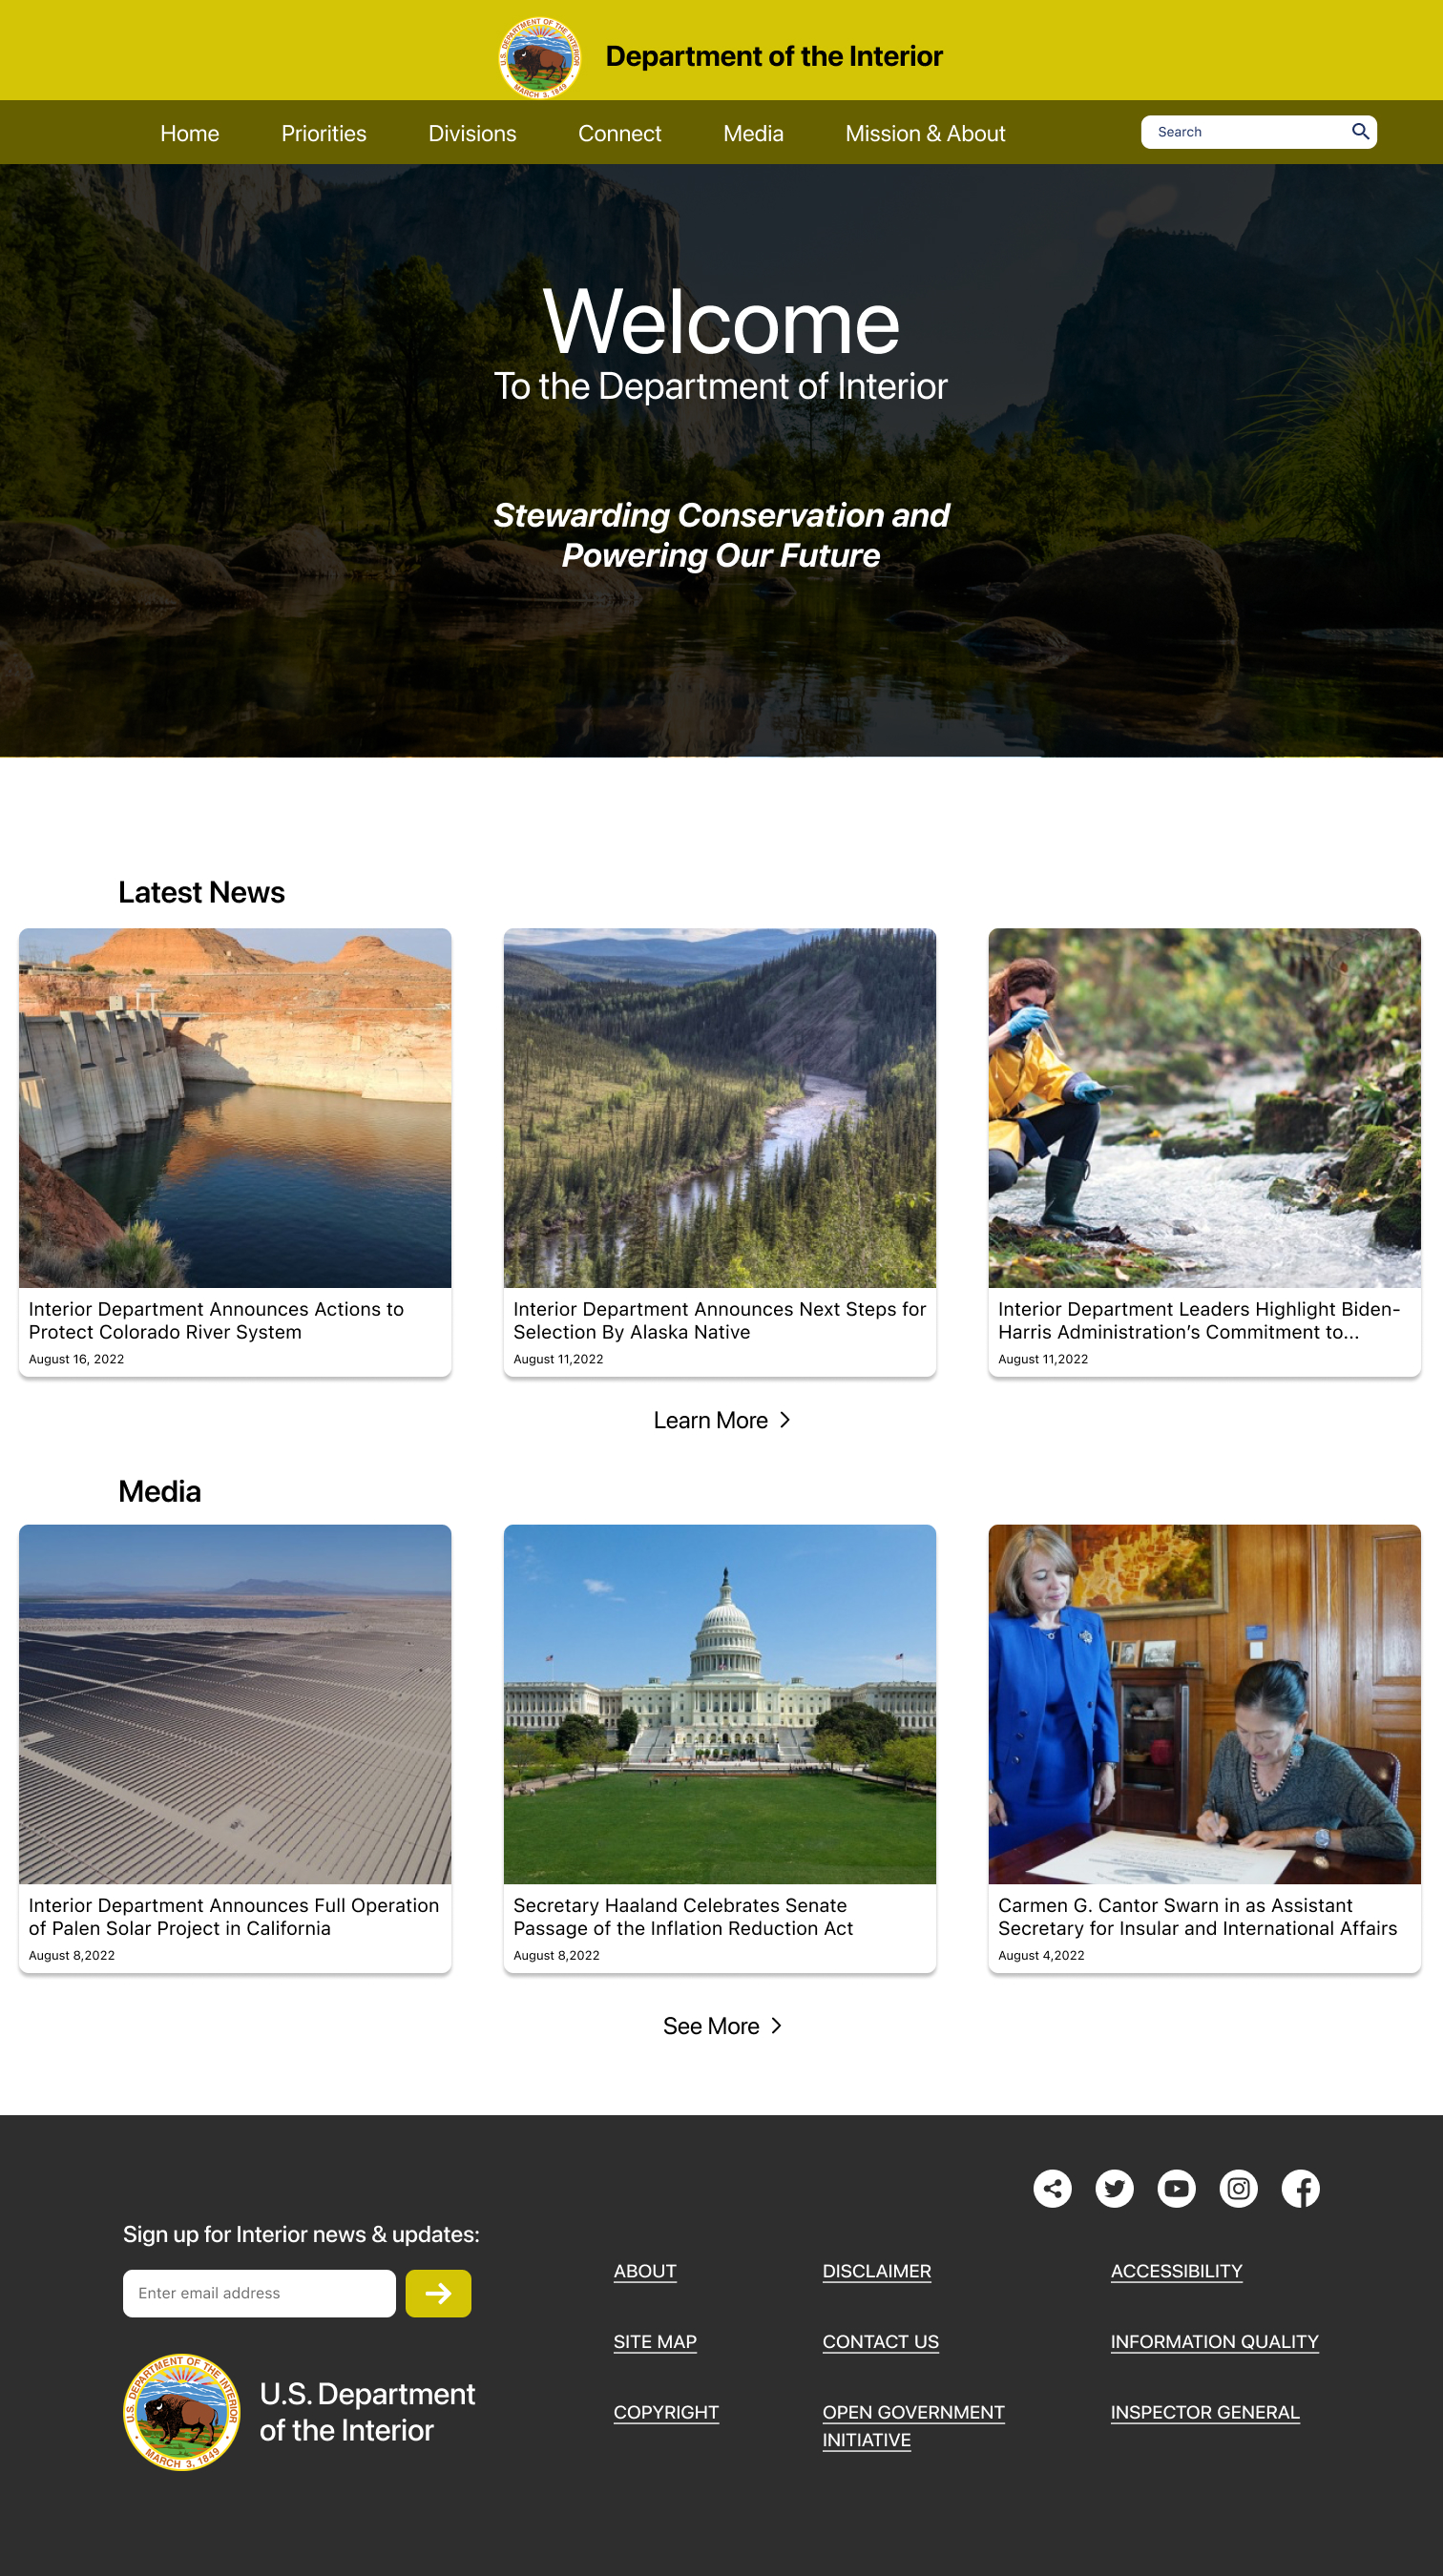 U.S. DEPARTMENT OF THE INTERIOR
MARCH 3, 1849
Department of the Interior
Home Priorities Divisions Connect Media Mission & About Search
Welcome
To the Department of Interior
Stewarding Conservation and
Powering Our Future
Latest News
Interior Department Announces Actions to
Protect Colorado River System
August 16, 2022
Interior Department Announces Next Steps for
Selection By Alaska Native
August 11,2022
Interior Department Leaders Highlight Biden-
Harris Administration’s Commitment to...
August 11,2022
Learn More
Media
Interior Department Announces Full Operation
of Palen Solar Project in California
August 8,2022
Secretary Haaland Celebrates Senate
Passage of the Inflation Reduction Act
August 8,2022
Carmen G. Cantor Swarn in as Assistant
Secretary for Insular and International Affairs
August 4,2022
See More
Sign up for Interior news & updates:
Enter email address
U.S. DEPARTMENT OF THE INTERIOR
MARCH 3, 1849
U.S. Department
of the Interior
ABOUT
DISCLAIMER
ACCESSIBILITY
SITE MAP
CONTACT US
INFORMATION QUALITY
COPYRIGHT
OPEN GOVERNMENT
INITIATIVE
INSPECTOR GENERAL